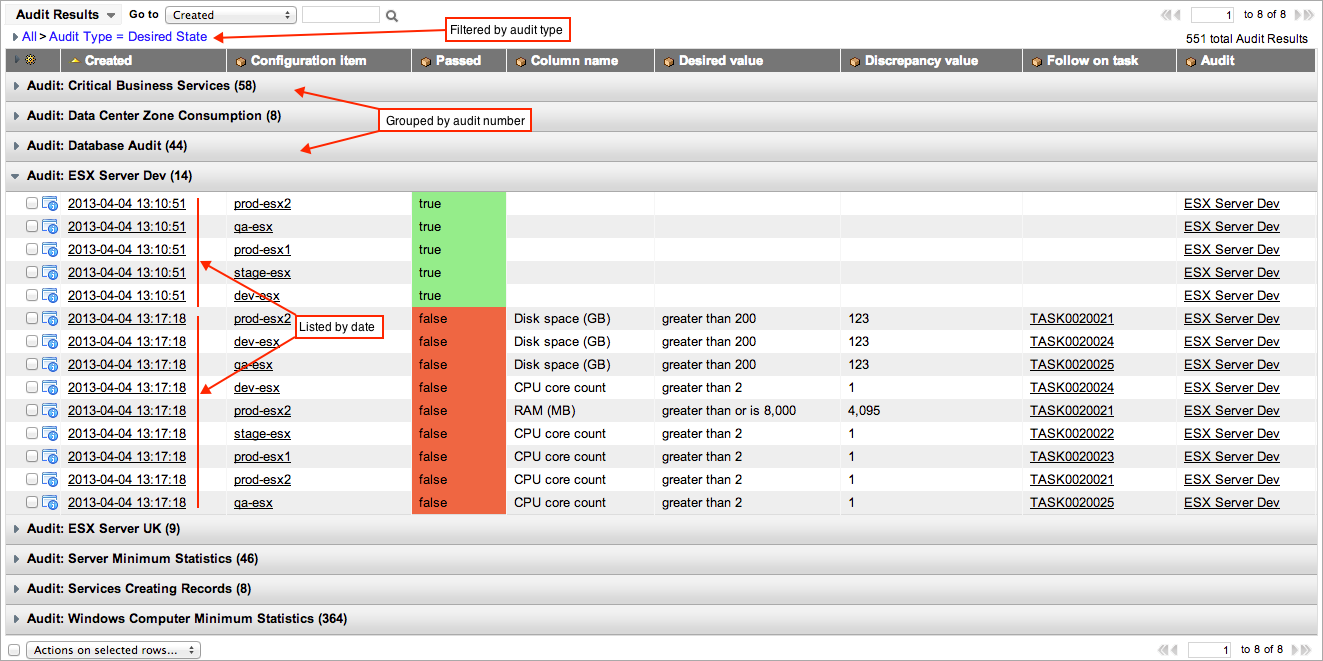 Audit Results Go to Created 1 to 8 of 8
Filtered by audit type
All > Audit Type = Desired State
551 total Audit Results
Created Configuration Item Passed Column name Desired value Discrepancy value Follow on task Audit
Audit: Critical Business Services (58)
Audit: Data Center Zone Consumption (8)
Grouped by audit number
Audit: Database Audit (44)
Audit: ESX Server Dev (14)
2013-04-04 13:10:51 prod-esx2 true ESX Server Dev
2013-04-04 13:10:51 qa-esx true ESX Server Dev
2013-04-04 13:10:51 prod-esx1 true ESX Server Dev
2013-04-04 13:10:51 stage-esx true ESX Server Dev
2013-04-04 13:10:51 dev-esx true ESX Server Dev
2013-04-04 13:17:18 prod-esx2 false Disk space (GB) greater than 200 123 TASK0020021 ESX Server Dev
Listed by date
2013-04-04 13:17:18 dev-esx false Disk space (GB) greater than 200 123 TASK0020024 ESX Server Dev
2013-04-04 13:17:18 qa-esx false Disk space (GB) greater than 200 123 TASK0020025 ESX Server Dev
2013-04-04 13:17:18 dev-esx false CPU core count greater than 2 1 TASK0020024 ESX Server Dev
2013-04-04 13:17:18 prod-esx2 false RAM (MB) greater than or is 8,000 4,095 TASK0020021 ESX Server Dev
2013-04-04 13:17:18 stage-esx false CPU core count greater than 2 1 TASK0020022 ESX Server Dev
2013-04-04 13:17:18 prod-esx1 false CPU core count greater than 2 1 TASK0020023 ESX Server Dev
2013-04-04 13:17:18 prod-esx2 false CPU core count greater than 2 1 TASK0020021 ESX Server Dev
2013-04-04 13:17:18 qa-esx false CPU core count greater than 2 1 TASK0020025 ESX Server Dev
Audit: ESX Server UK (9)
Audit: Server Minimum Statistics (46)
Audit: Services Creating Records (8)
Audit: Windows Computer Minimum Statistics (364)
Actions on selected rows... 1 to 8 of 8